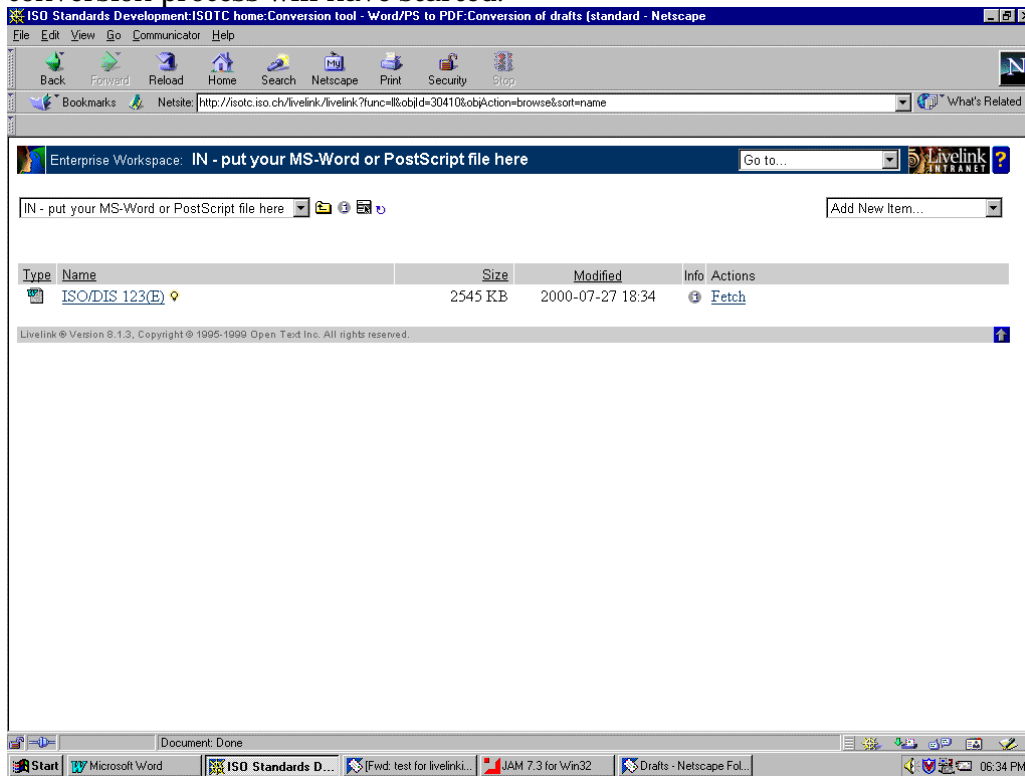 conversion process will have started.
ISO Standards Development:ISOTC home:Conversion tool - Word/PS to PDF:Conversion of drafts (standard - Netscape
File Edit View Go Communicator Help
Back Forward Reload Home Search Netscape Print Security Stop
Bookmarks Netsite: http://isotc.iso.ch/livelink/livelink?func=ll&objId=30410&objAction=browse&sort=name What's Related
Enterprise Workspace: IN - put your MS-Word or PostScript file here Go to... Livelink INTRANET ?
IN - put your MS-Word or PostScript file here Add New Item...
Type Name Size Modified Info Actions
ISO/DIS 123(E) 2545 KB 2000-07-27 18:34 Fetch
Livelink ® Version 8.1.3, Copyright © 1995-1999 Open Text Inc. All rights reserved.
Document: Done
Start Microsoft Word ISO Standards D... [Fwd: test for livelinki... JAM 7.3 for Win32 Drafts - Netscape Fol... 06:34 PM